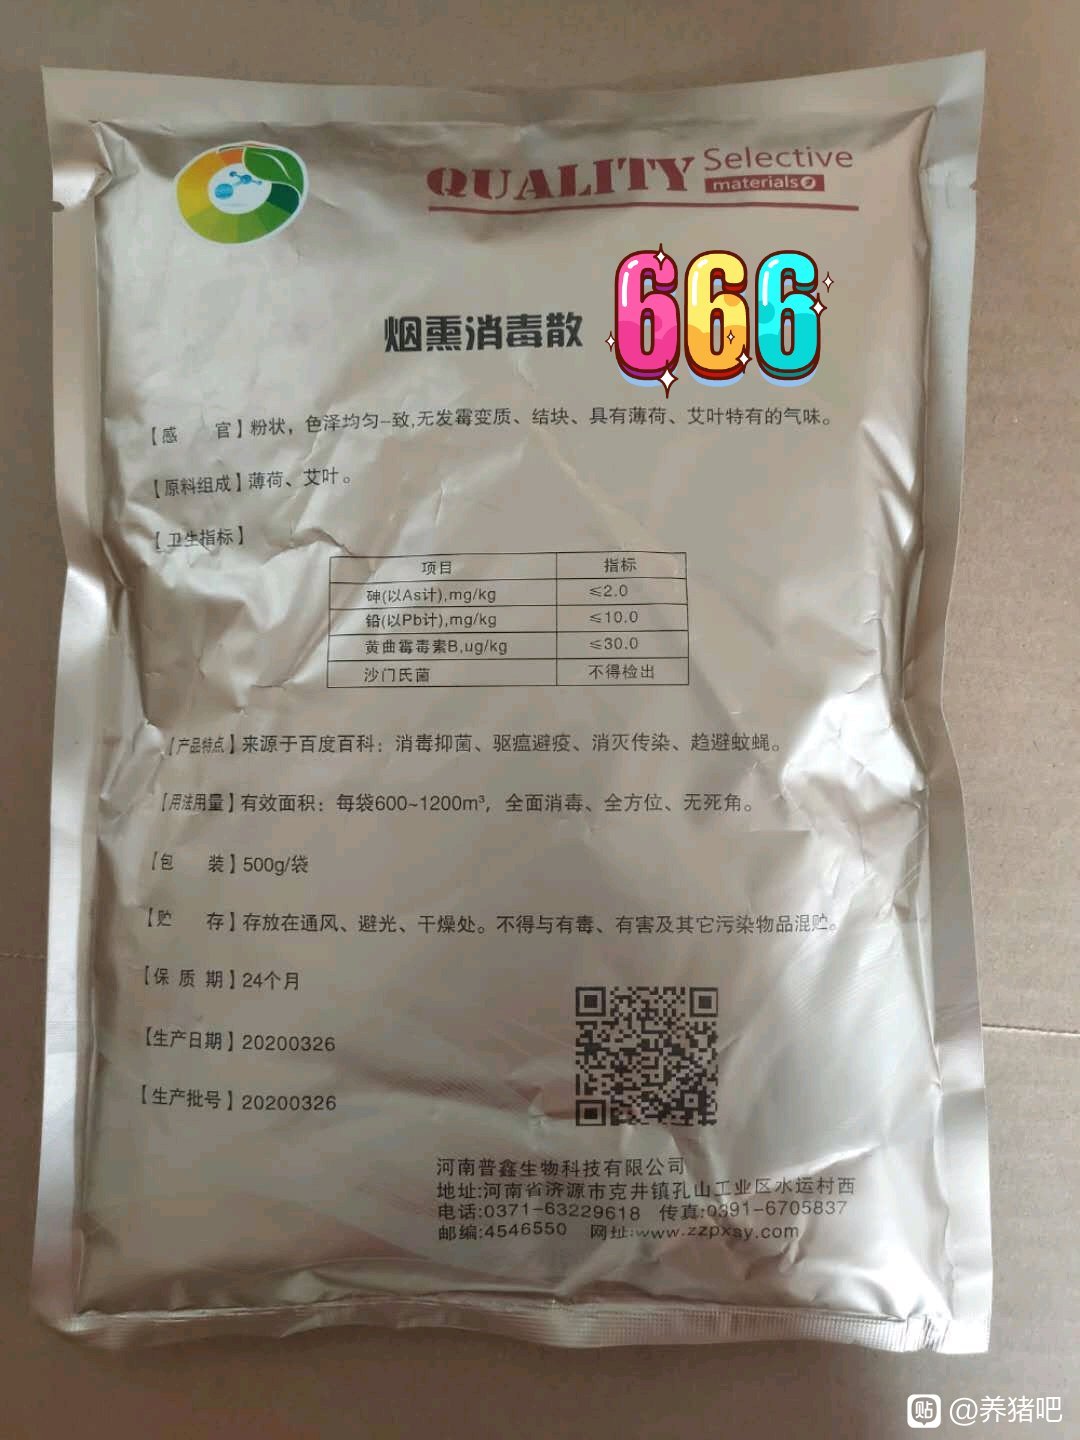 QUALITY Selective
materials
666
烟熏消毒散
【感 官】粉状，色泽均匀一致,无发霉变质、结块、具有薄荷、艾叶特有的气味。
【原料组成】薄荷、艾叶。
【卫生指标】
项目 指标
砷(以As计),mg/kg ≤2.0
铅(以Pb计),mg/kg ≤10.0
黄曲霉毒素B,ug/kg ≤30.0
沙门氏菌 不得检出
【产品特点】来源于百度百科：消毒抑菌、驱瘟避疫、消灭传染、趋避蚊蝇。
【用法用量】有效面积：每袋600~1200m³，全面消毒、全方位、无死角。
【包 装】500g/袋
【贮 存】存放在通风、避光、干燥处。不得与有毒、有害及其它污染物品混贮。
【保 质 期】24个月
【生产日期】20200326
【生产批号】20200326
河南普鑫生物科技有限公司
地址:河南省济源市克井镇孔山工业区水运村西
电话:0371-63229618 传真:0391-6705837
邮编:4546550 网址:www.zzpxsy.com
贴 @养猪吧